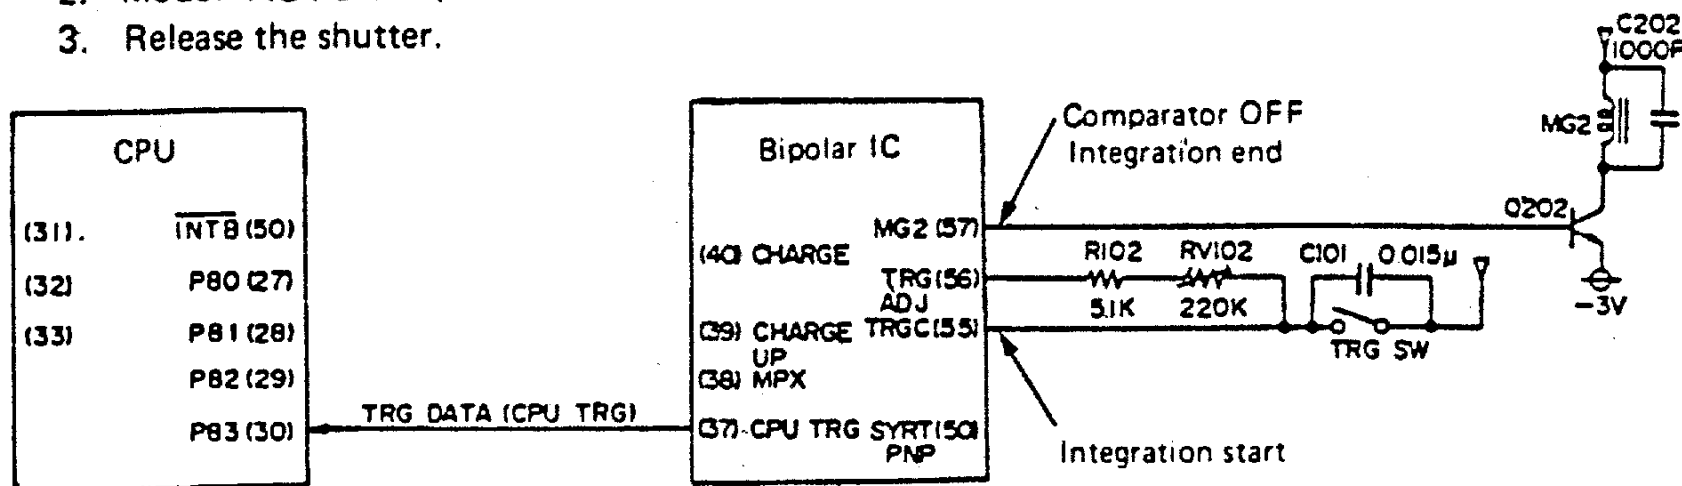 3. Release the shutter.
CPU
(31).
INT8 (50)
(32)
P80 (27)
(33)
P81 (28)
P82 (29)
P83 (30)
TRG DATA (CPU TRG)
Bipolar IC
MG2 (57)
(40) CHARGE
TRG (56)
ADJ
(39) CHARGE
UP
TRGC (55)
(38) MPX
(37) CPU TRG
SYRT (50)
PNP
Comparator OFF
Integration end
Integration start
R102
5.1K
RV102
220K
C101
0.015μ
TRG SW
C202
MG2
Q202
-3V